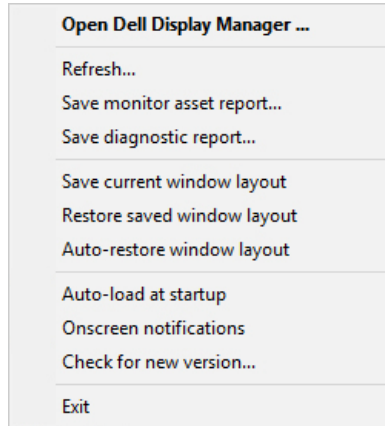 Open Dell Display Manager ...
Refresh...
Save monitor asset report...
Save diagnostic report...
Save current window layout
Restore saved window layout
Auto-restore window layout
Auto-load at startup
Onscreen notifications
Check for new version...
Exit